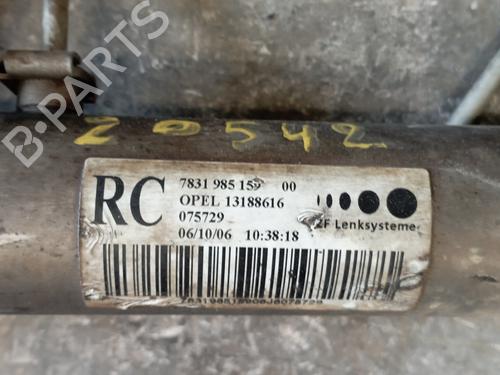 B-PARTS
20542
RC
7831 985 159 00
OPEL 13188616
075729
06/10/06 10:38:18
ZF Lenksysteme